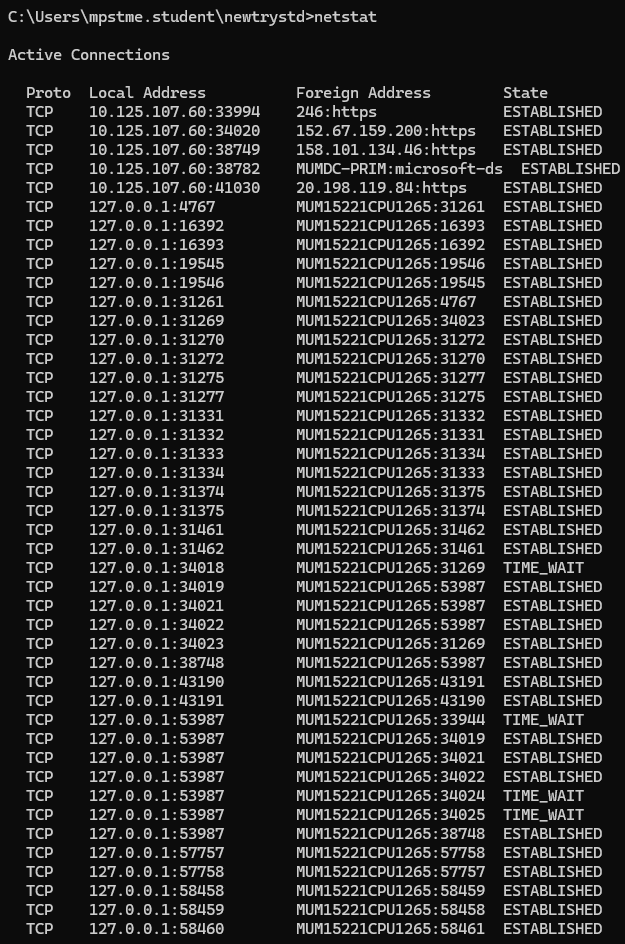 C:\Users\mpstme.student\newtrystd>netstat
Active Connections
Proto  Local Address          Foreign Address        State
TCP    10.125.107.60:33994    246:https              ESTABLISHED
TCP    10.125.107.60:34020    152.67.159.200:https   ESTABLISHED
TCP    10.125.107.60:38749    158.101.134.46:https   ESTABLISHED
TCP    10.125.107.60:38782    MUMDC-PRIM:microsoft-ds  ESTABLISHED
TCP    10.125.107.60:41030    20.198.119.84:https    ESTABLISHED
TCP    127.0.0.1:4767         MUM15221CPU1265:31261  ESTABLISHED
TCP    127.0.0.1:16392        MUM15221CPU1265:16393  ESTABLISHED
TCP    127.0.0.1:16393        MUM15221CPU1265:16392  ESTABLISHED
TCP    127.0.0.1:19545        MUM15221CPU1265:19546  ESTABLISHED
TCP    127.0.0.1:19546        MUM15221CPU1265:19545  ESTABLISHED
TCP    127.0.0.1:31261        MUM15221CPU1265:4767   ESTABLISHED
TCP    127.0.0.1:31269        MUM15221CPU1265:34023  ESTABLISHED
TCP    127.0.0.1:31270        MUM15221CPU1265:31272  ESTABLISHED
TCP    127.0.0.1:31272        MUM15221CPU1265:31270  ESTABLISHED
TCP    127.0.0.1:31275        MUM15221CPU1265:31277  ESTABLISHED
TCP    127.0.0.1:31277        MUM15221CPU1265:31275  ESTABLISHED
TCP    127.0.0.1:31331        MUM15221CPU1265:31332  ESTABLISHED
TCP    127.0.0.1:31332        MUM15221CPU1265:31331  ESTABLISHED
TCP    127.0.0.1:31333        MUM15221CPU1265:31334  ESTABLISHED
TCP    127.0.0.1:31334        MUM15221CPU1265:31333  ESTABLISHED
TCP    127.0.0.1:31374        MUM15221CPU1265:31375  ESTABLISHED
TCP    127.0.0.1:31375        MUM15221CPU1265:31374  ESTABLISHED
TCP    127.0.0.1:31461        MUM15221CPU1265:31462  ESTABLISHED
TCP    127.0.0.1:31462        MUM15221CPU1265:31461  ESTABLISHED
TCP    127.0.0.1:34018        MUM15221CPU1265:31269  TIME_WAIT
TCP    127.0.0.1:34019        MUM15221CPU1265:53987  ESTABLISHED
TCP    127.0.0.1:34021        MUM15221CPU1265:53987  ESTABLISHED
TCP    127.0.0.1:34022        MUM15221CPU1265:53987  ESTABLISHED
TCP    127.0.0.1:34023        MUM15221CPU1265:31269  ESTABLISHED
TCP    127.0.0.1:38748        MUM15221CPU1265:53987  ESTABLISHED
TCP    127.0.0.1:43190        MUM15221CPU1265:43191  ESTABLISHED
TCP    127.0.0.1:43191        MUM15221CPU1265:43190  ESTABLISHED
TCP    127.0.0.1:53987        MUM15221CPU1265:33944  TIME_WAIT
TCP    127.0.0.1:53987        MUM15221CPU1265:34019  ESTABLISHED
TCP    127.0.0.1:53987        MUM15221CPU1265:34021  ESTABLISHED
TCP    127.0.0.1:53987        MUM15221CPU1265:34022  ESTABLISHED
TCP    127.0.0.1:53987        MUM15221CPU1265:34024  TIME_WAIT
TCP    127.0.0.1:53987        MUM15221CPU1265:34025  TIME_WAIT
TCP    127.0.0.1:53987        MUM15221CPU1265:38748  ESTABLISHED
TCP    127.0.0.1:57757        MUM15221CPU1265:57758  ESTABLISHED
TCP    127.0.0.1:57758        MUM15221CPU1265:57757  ESTABLISHED
TCP    127.0.0.1:58458        MUM15221CPU1265:58459  ESTABLISHED
TCP    127.0.0.1:58459        MUM15221CPU1265:58458  ESTABLISHED
TCP    127.0.0.1:58460        MUM15221CPU1265:58461  ESTABLISHED